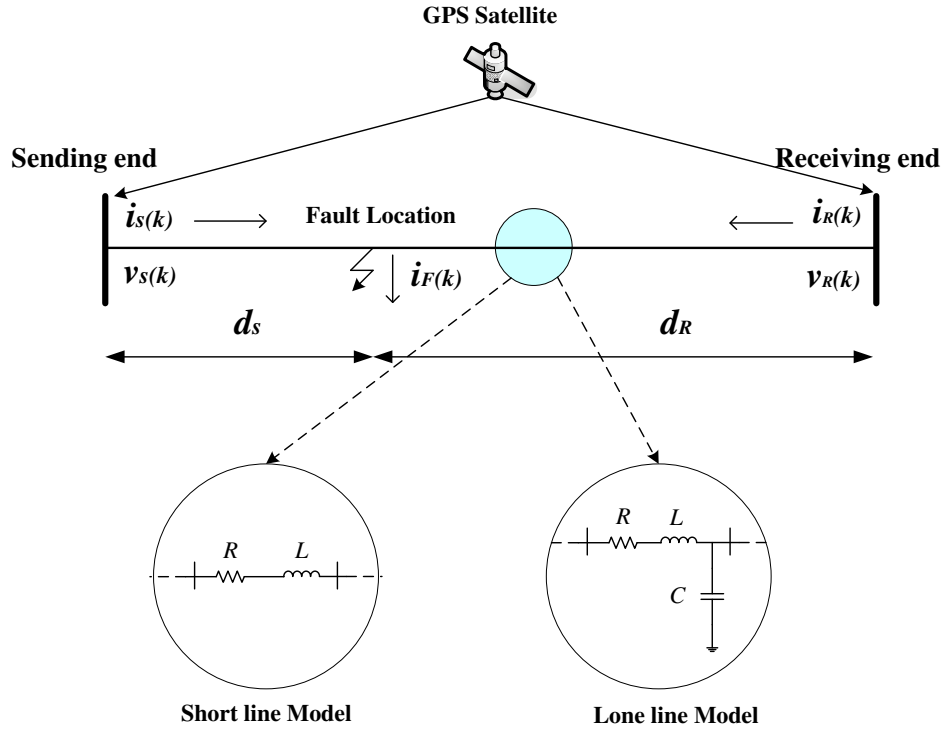 GPS Satellite
Sending end
Receiving end
iS(k)
Fault Location
iR(k)
vS(k)
iF(k)
vR(k)
ds
dR
R
L
R
L
C
Short line Model
Lone line Model